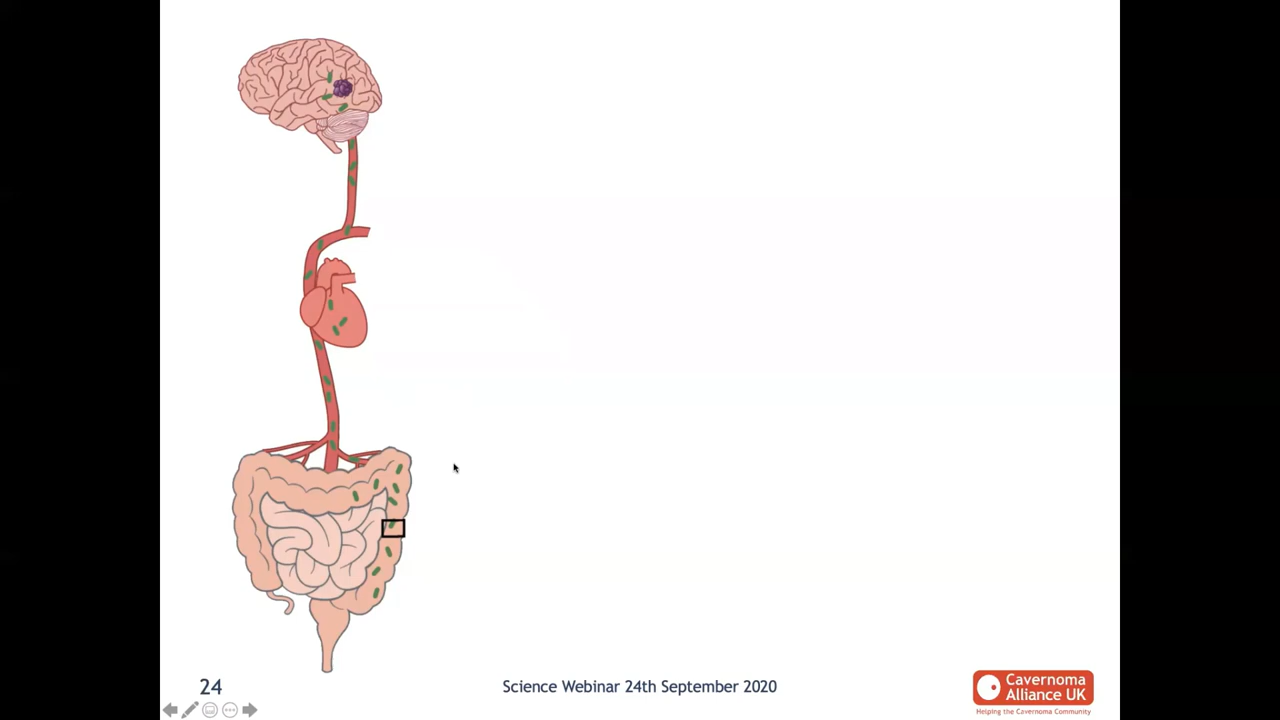 24
Science Webinar 24th September 2020
Cavernoma
Alliance UK
Helping the Cavernoma Community